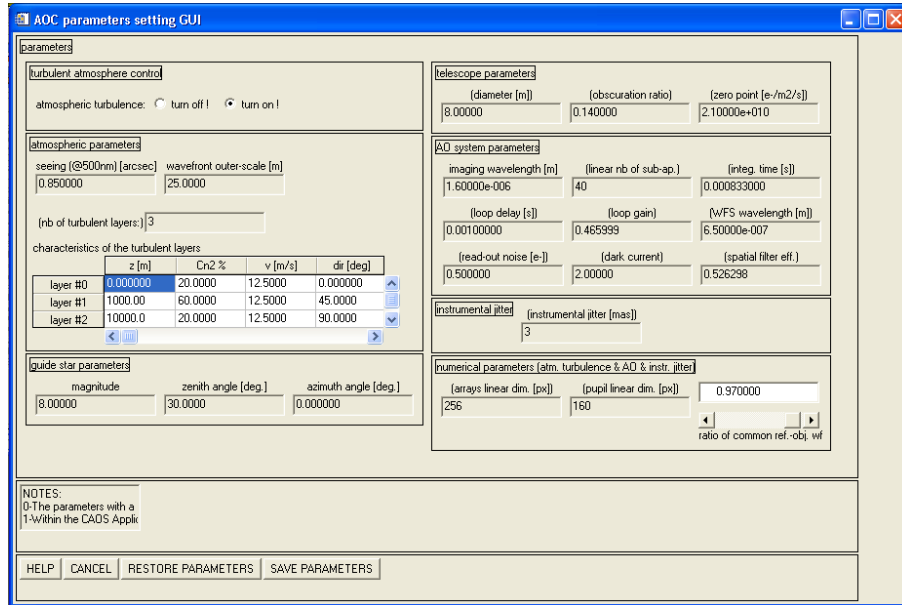 AOC parameters setting GUI
parameters
turbulent atmosphere control
atmospheric turbulence: turn off ! turn on !
atmospheric parameters
seeing (@500nm) [arcsec] wavefront outer-scale [m]
0.850000 25.0000
(nb of turbulent layers:) 3
characteristics of the turbulent layers
z [m] Cn2 % v [m/s] dir [deg]
layer #0 0.000000 20.0000 12.5000 0.000000
layer #1 1000.00 60.0000 12.5000 45.0000
layer #2 10000.0 20.0000 12.5000 90.0000
guide star parameters
magnitude zenith angle [deg.] azimuth angle [deg.]
8.00000 30.0000 0.000000
telescope parameters
(diameter [m]) (obscuration ratio) (zero point [e-/m2/s])
8.00000 0.140000 2.10000e+010
AO system parameters
imaging wavelength [m] (linear nb of sub-ap.) (integ. time [s])
1.60000e-006 40 0.000833000
(loop delay [s]) (loop gain) (WFS wavelength [m])
0.00100000 0.465999 6.50000e-007
(read-out noise [e-]) (dark current) (spatial filter eff.)
0.500000 2.00000 0.526298
instrumental jitter
(instrumental jitter [mas])
3
numerical parameters (atm. turbulence & AO & instr. jitter)
(arrays linear dim. [px]) (pupil linear dim. [px]) 0.970000
256 160
ratio of common ref.-obj. wf
NOTES:
0-The parameters with a
1-Within the CAOS Applic
HELP CANCEL RESTORE PARAMETERS SAVE PARAMETERS